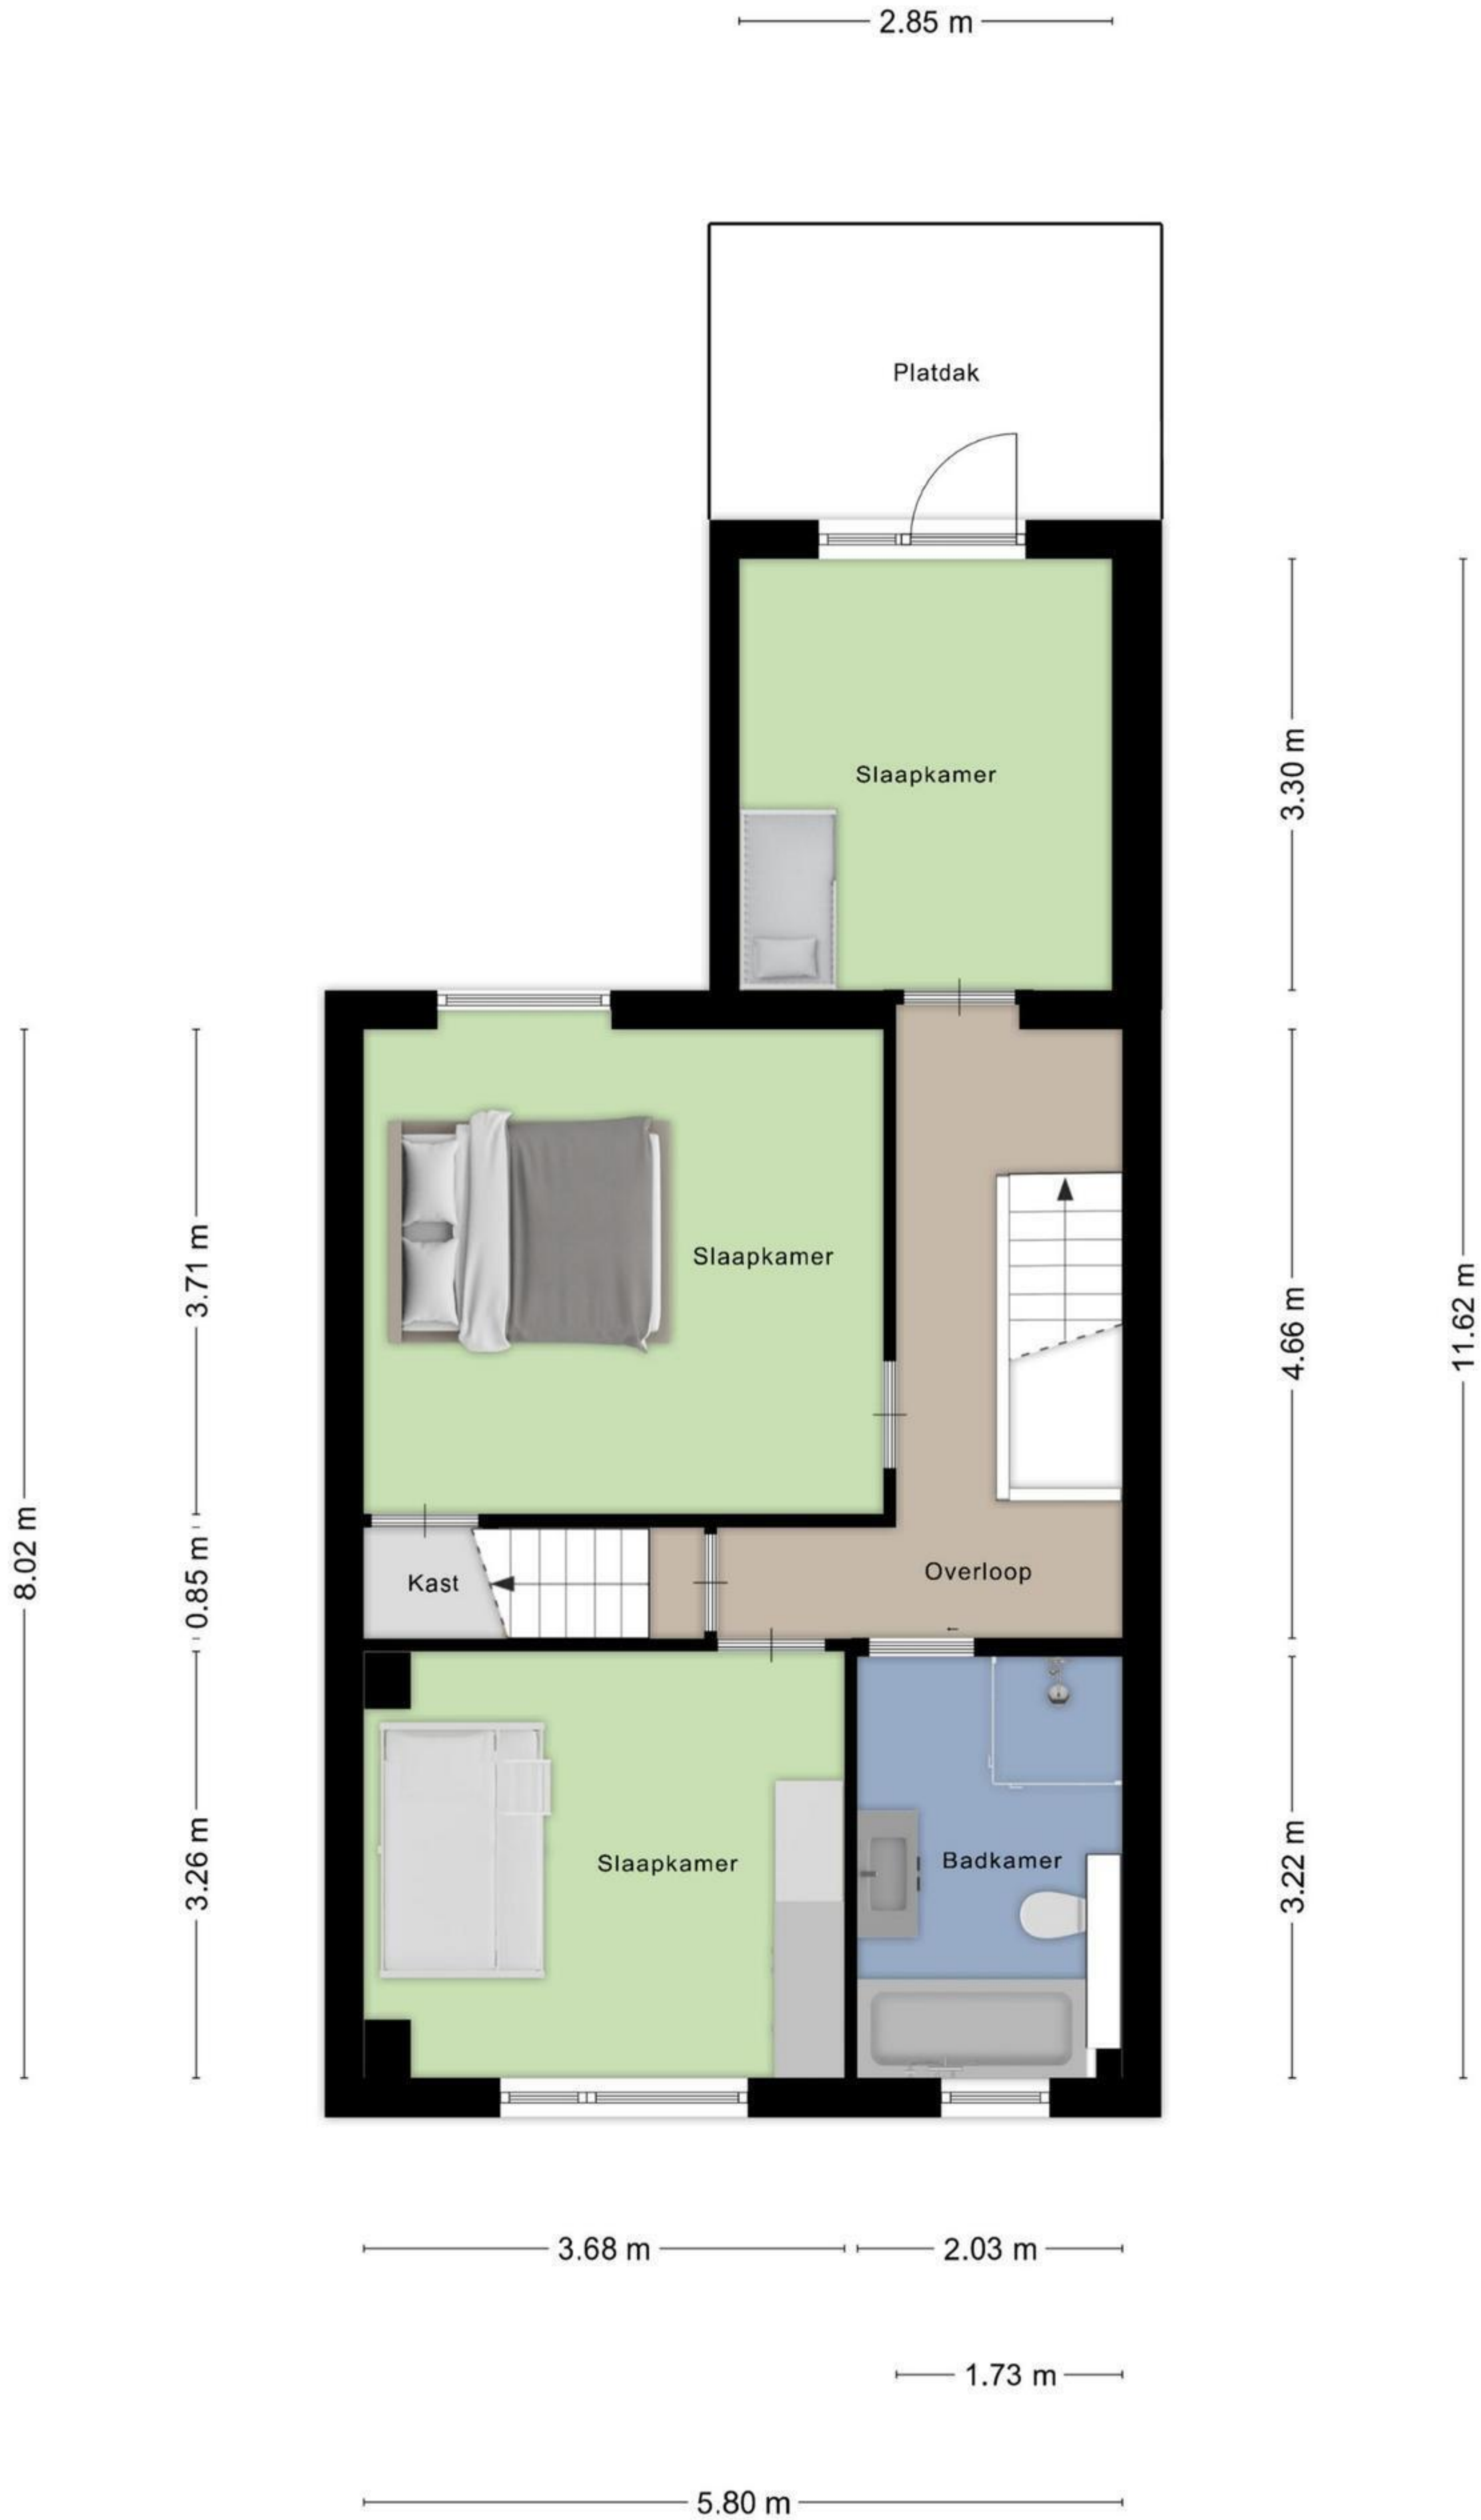 2.85 m
Platdak
Slaapkamer
3.30 m
Slaapkamer
3.71 m
4.66 m
11.62 m
8.02 m
0.85 m
Kast
Overloop
Slaapkamer
Badkamer
3.26 m
3.22 m
3.68 m
2.03 m
1.73 m
5.80 m